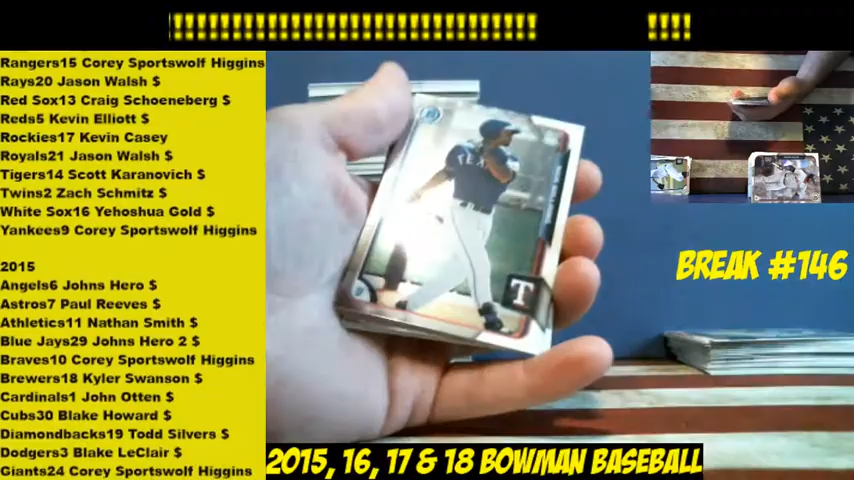 !!!!!!!!!!!!!!!!!!!!!!!!!!!!!!!!!!! !!!!
Rangers15 Corey Sportswolf Higgins
Rays20 Jason Walsh $
Red Sox13 Craig Schoeneberg $
Reds5 Kevin Elliott $
Rockies17 Kevin Casey
Royals21 Jason Walsh $
Tigers14 Scott Karanovich $
Twins2 Zach Schmitz $
White Sox16 Yehoshua Gold $
Yankees9 Corey Sportswolf Higgins
2015
Angels6 Johns Hero $
Astros7 Paul Reeves $
Athletics11 Nathan Smith $
Blue Jays29 Johns Hero 2 $
Braves10 Corey Sportswolf Higgins
Brewers18 Kyler Swanson $
Cardinals1 John Otten $
Cubs30 Blake Howard $
Diamondbacks19 Todd Silvers $
Dodgers3 Blake LeClair $
Giants24 Corey Sportswolf Higgins
T
BREAK #146
2015, 16, 17 & 18 BOWMAN BASEBALL